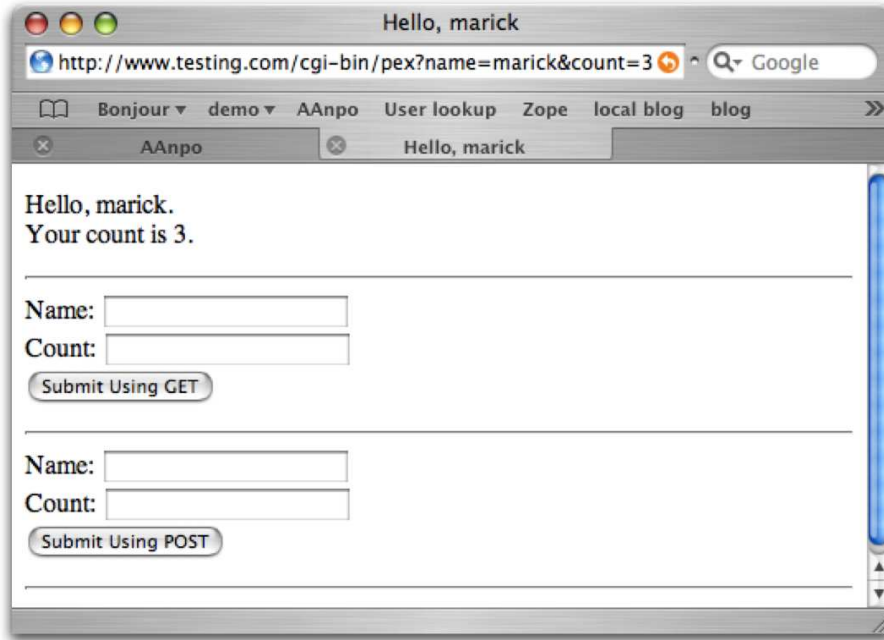 Hello, marick
http://www.testing.com/cgi-bin/pex?name=marick&count=3
Google
Bonjour demo AAnpo User lookup Zope local blog blog
AAnpo Hello, marick
Hello, marick.
Your count is 3.
Name:
Count:
Submit Using GET
Name:
Count:
Submit Using POST